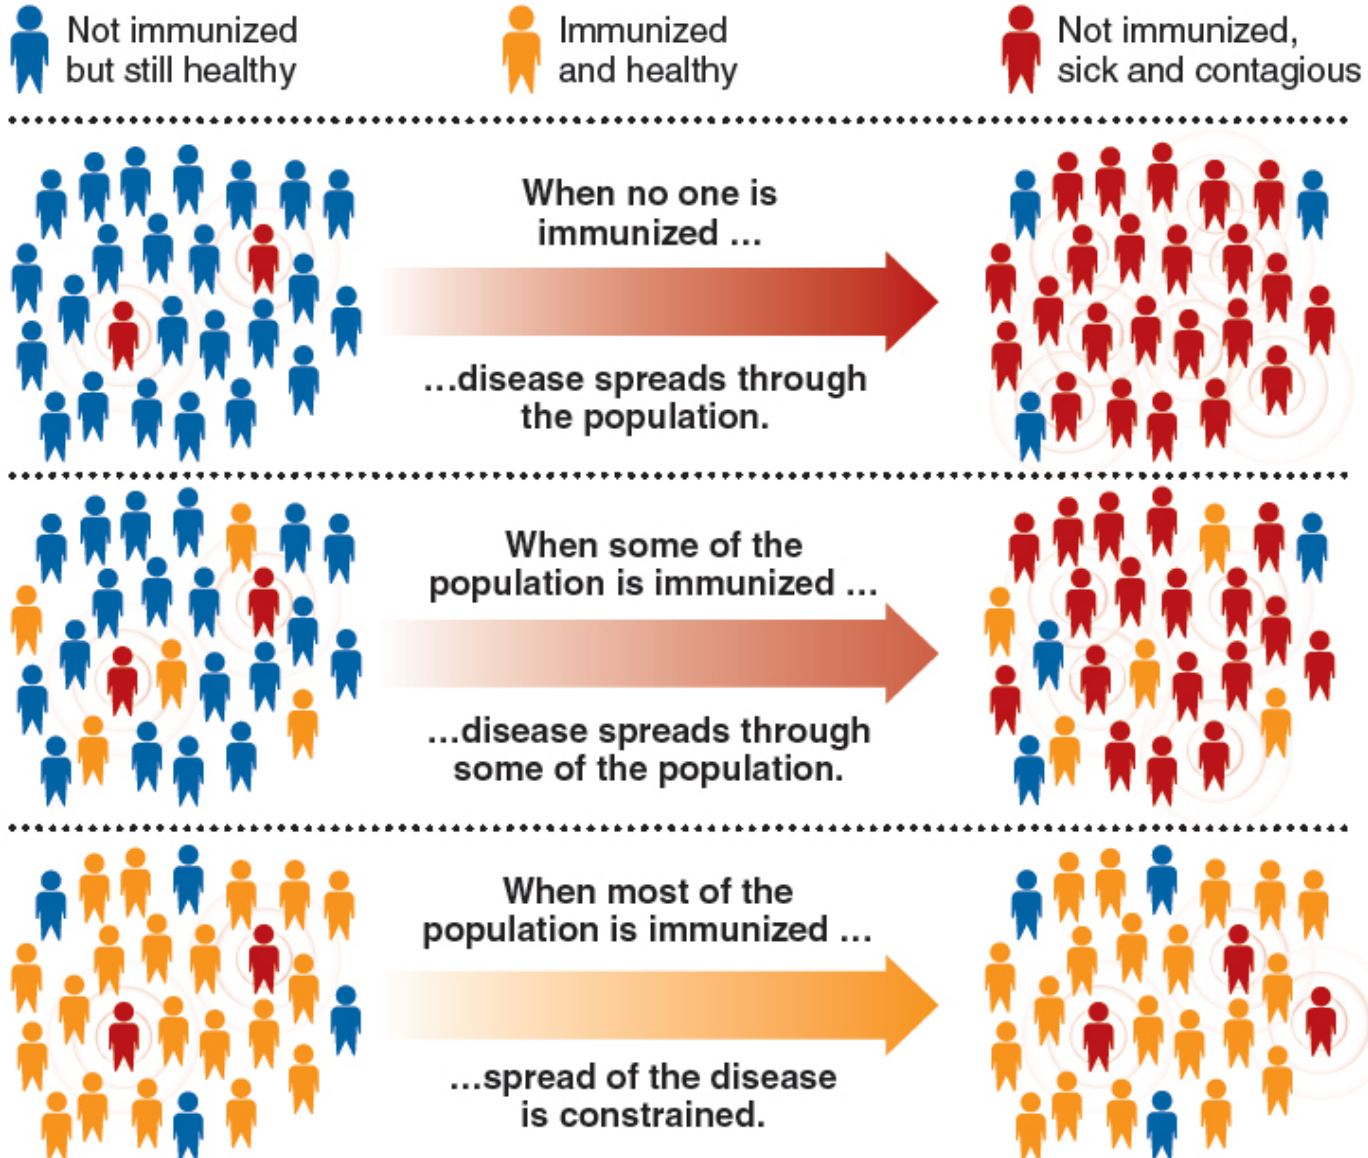 Not immunized
but still healthy
Immunized
and healthy
Not immunized,
sick and contagious
When no one is
immunized ...
...disease spreads through
the population.
When some of the
population is immunized ...
...disease spreads through
some of the population.
When most of the
population is immunized ...
...spread of the disease
is constrained.